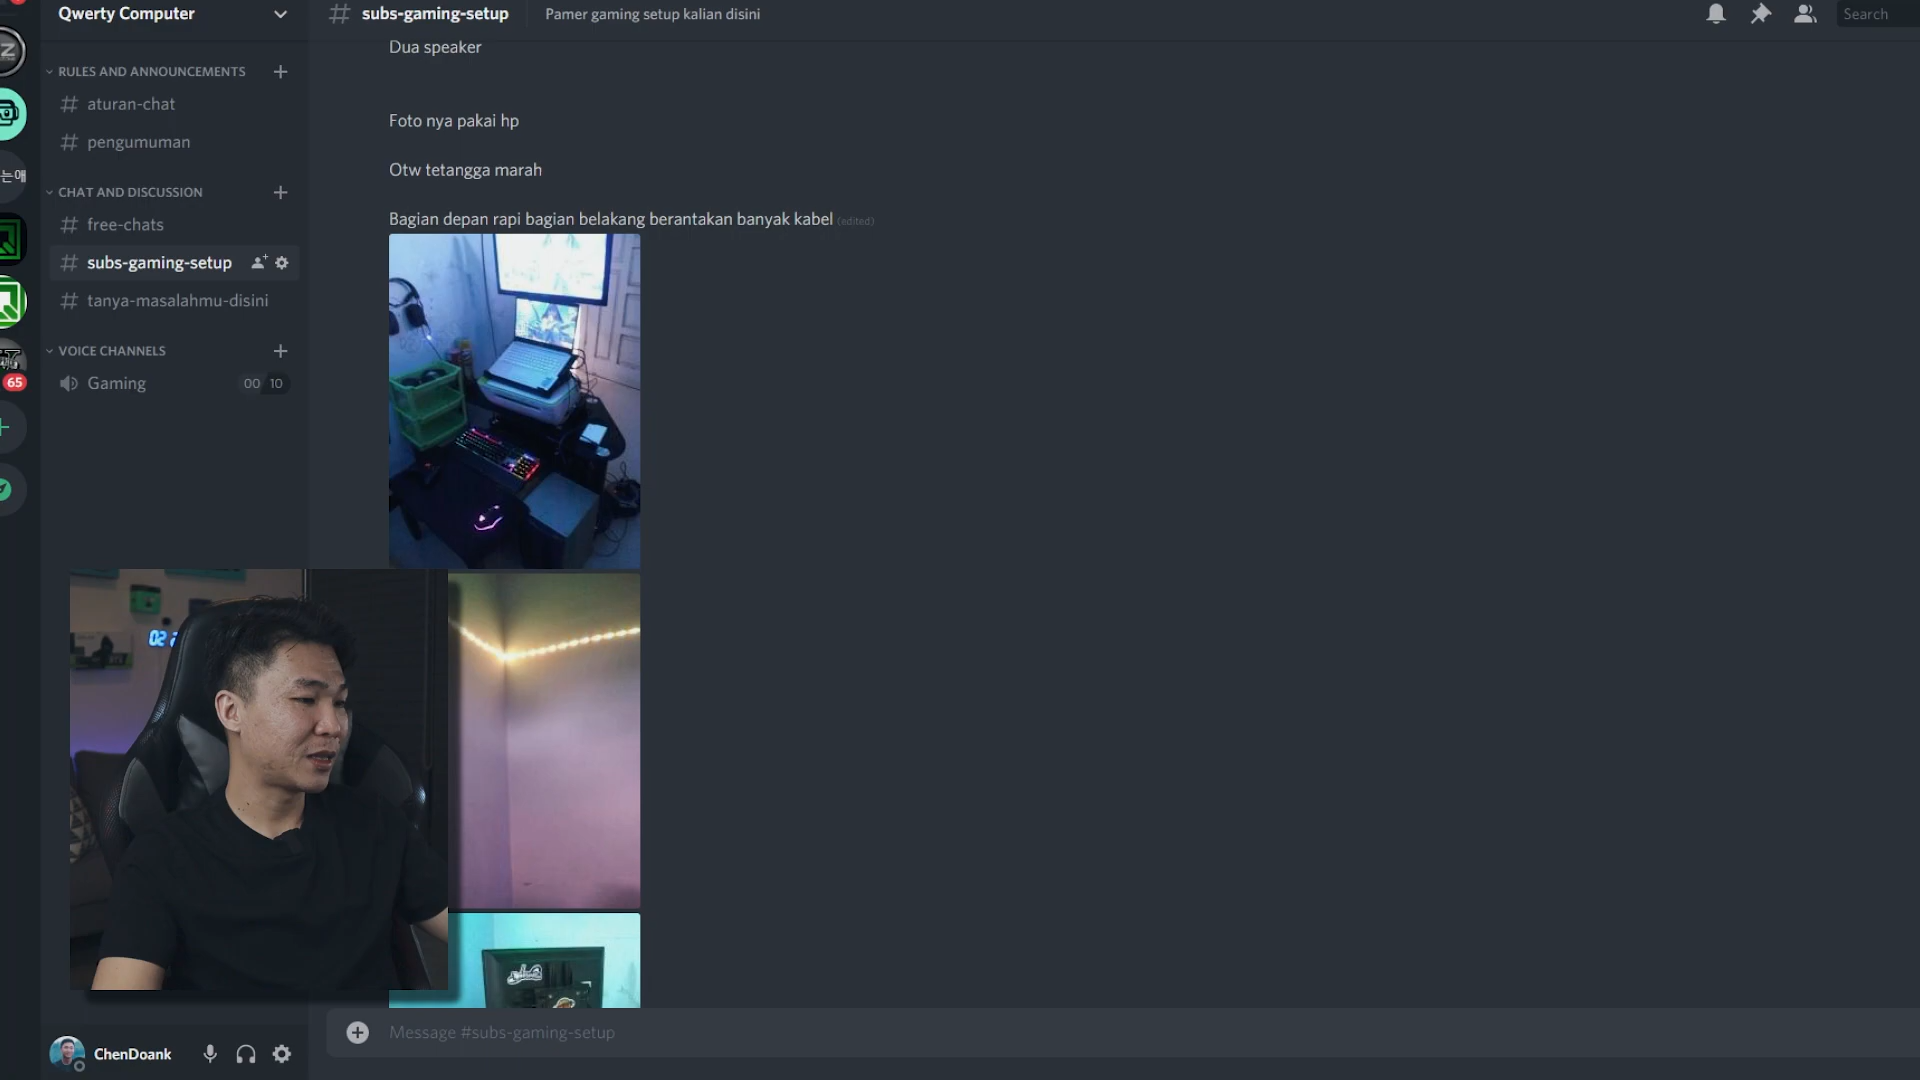 Qwerty Computer
subs-gaming-setup
Pamer gaming setup kalian disini
Search
RULES AND ANNOUNCEMENTS
aturan-chat
pengumuman
CHAT AND DISCUSSION
free-chats
subs-gaming-setup
tanya-masalahmu-disini
VOICE CHANNELS
Gaming
00 10
65
Dua speaker
Foto nya pakai hp
Otw tetangga marah
Bagian depan rapi bagian belakang berantakan banyak kabel (edited)
02
ChenDoank
Message #subs-gaming-setup